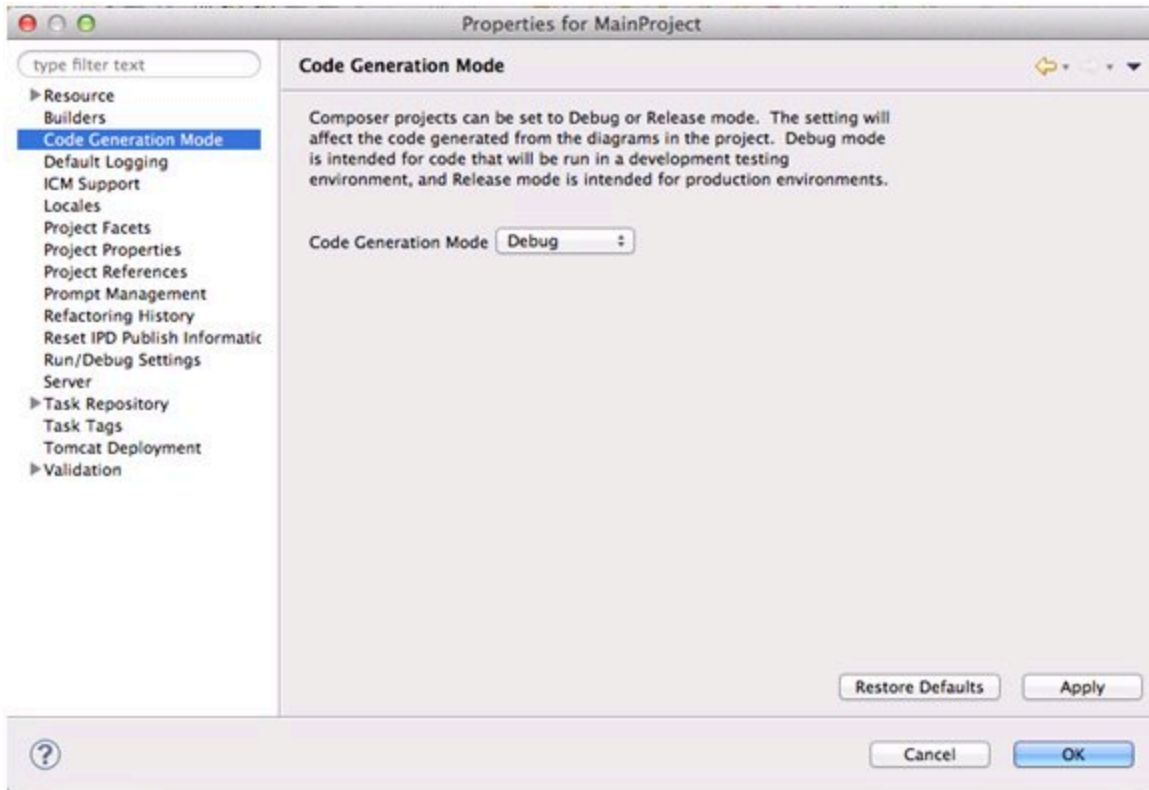 Properties for MainProject
type filter text
Resource
Builders
Code Generation Mode
Default Logging
ICM Support
Locales
Project Facets
Project Properties
Project References
Prompt Management
Refactoring History
Reset IPD Publish Informatic
Run/Debug Settings
Server
Task Repository
Task Tags
Tomcat Deployment
Validation
Code Generation Mode
Composer projects can be set to Debug or Release mode. The setting will
affect the code generated from the diagrams in the project. Debug mode
is intended for code that will be run in a development testing
environment, and Release mode is intended for production environments.
Code Generation Mode Debug
Restore Defaults Apply
? Cancel OK